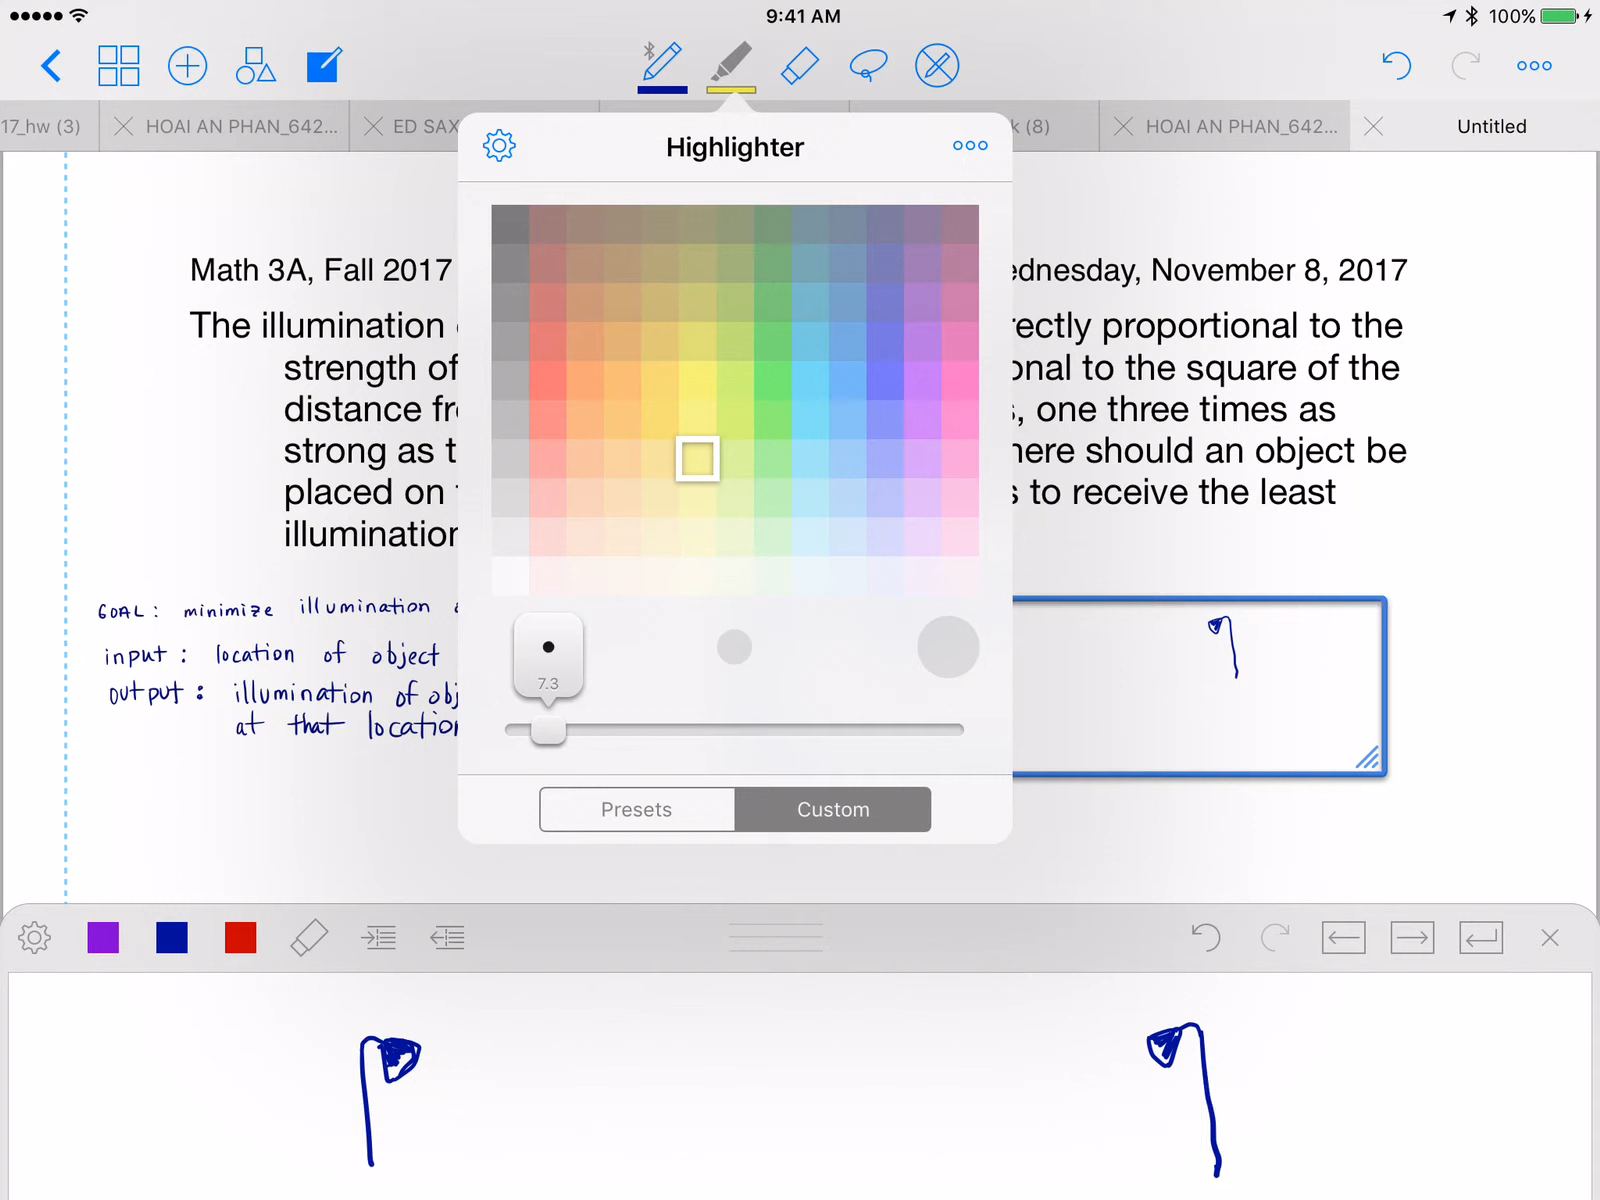 9:41 AM
100%
17_hw (3)
HOAI AN PHAN_642...
ED SAX
k (8)
HOAI AN PHAN_642...
Untitled
Highlighter
Math 3A, Fall 2017
ednesday, November 8, 2017
The illumination
rectly proportional to the
strength of
onal to the square of the
distance fr
, one three times as
strong as t
here should an object be
placed on
s to receive the least
illumination
GOAL: minimize illumination
input: location of object
output: illumination of obj
at that location
7.3
Presets
Custom